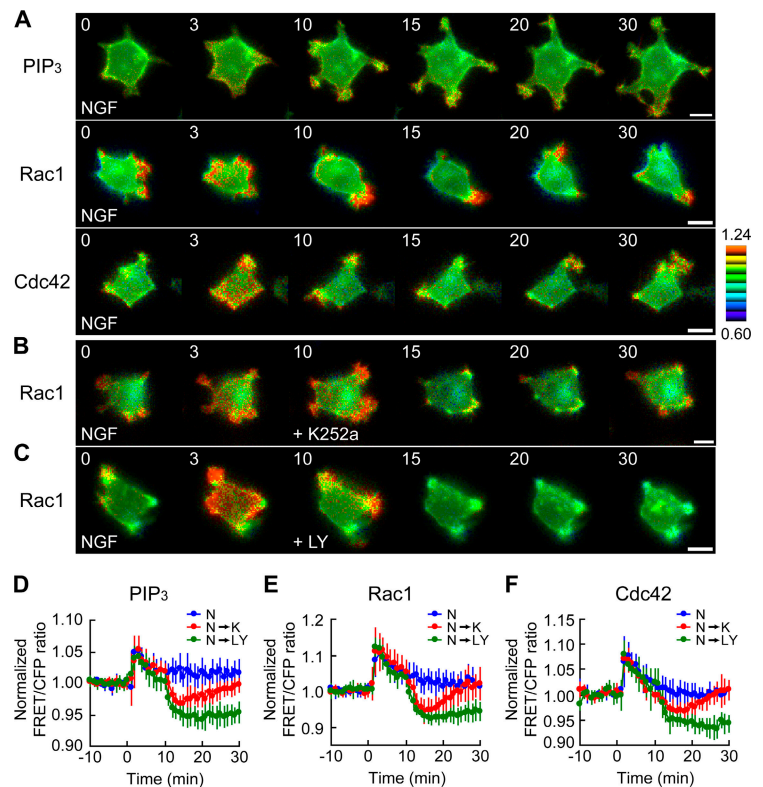 A
0 3 10 15 20 30
PIP3
NGF
0 3 10 15 20 30
Rac1
NGF
0 3 10 15 20 30
Cdc42
NGF
1.24
0.60
B
0 3 10 15 20 30
Rac1
NGF + K252a
C
0 3 10 15 20 30
Rac1
NGF + LY
D PIP3
Normalized
FRET/CFP ratio
1.10
1.05
1.00
0.95
0.90
N
N→K
N→LY
-10 0 10 20 30
Time (min)
E Rac1
Normalized
FRET/CFP ratio
1.2
1.1
1.0
0.9
N
N→K
N→LY
-10 0 10 20 30
Time (min)
F Cdc42
Normalized
FRET/CFP ratio
1.15
1.10
1.05
1.00
0.95
0.90
N
N→K
N→LY
-10 0 10 20 30
Time (min)